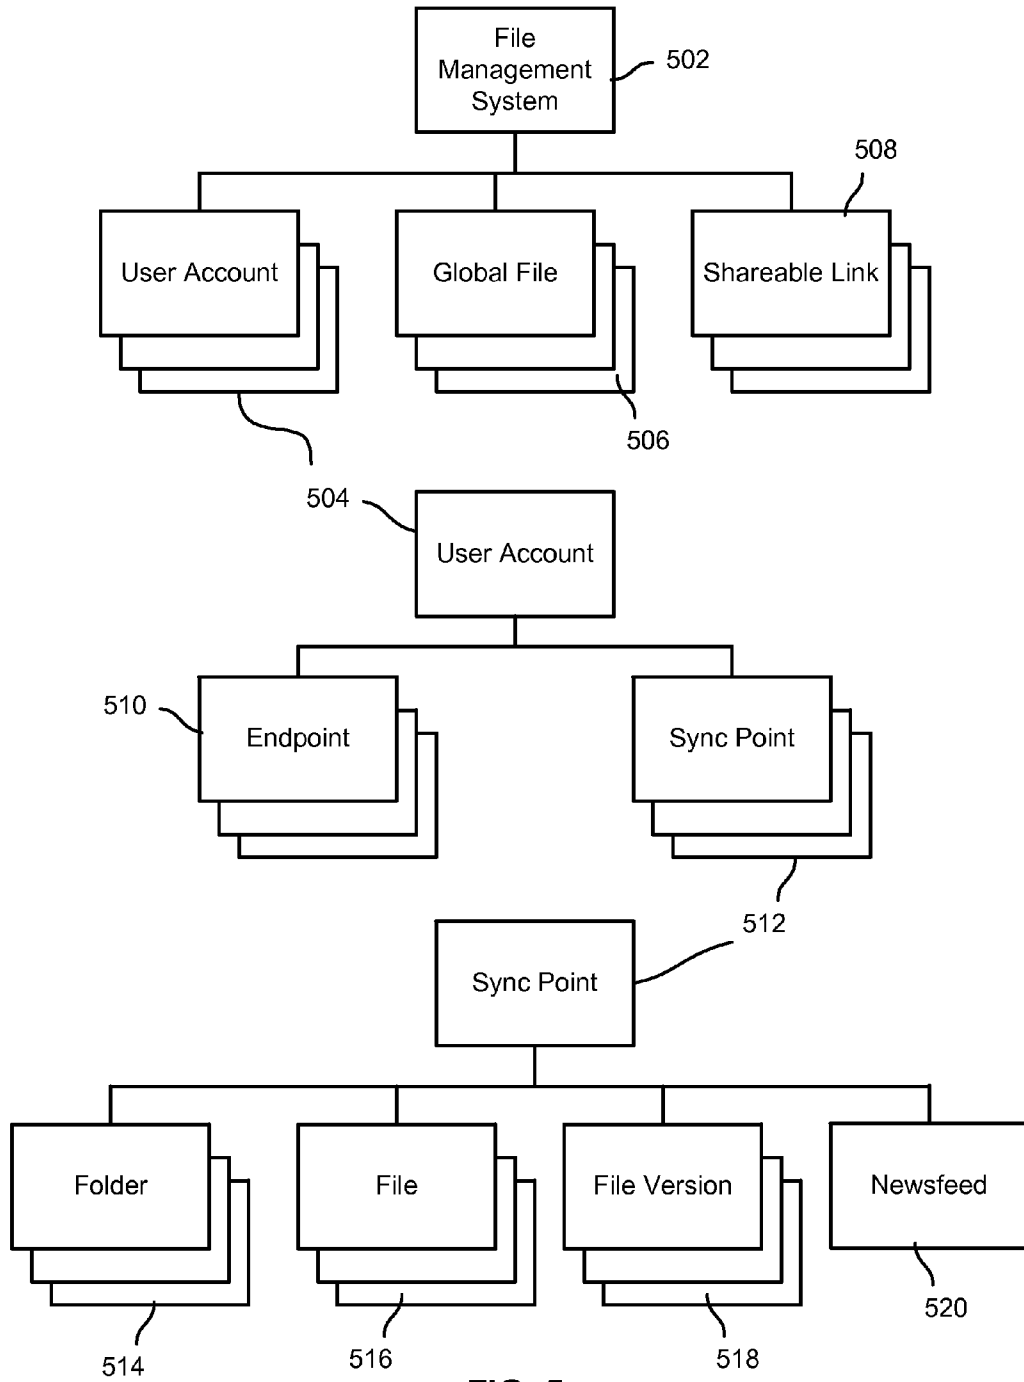 File
Management
System
502
508
User Account
Global File
Shareable Link
506
504
User Account
510
Endpoint
Sync Point
512
Sync Point
Folder
File
File Version
Newsfeed
520
514
516
518